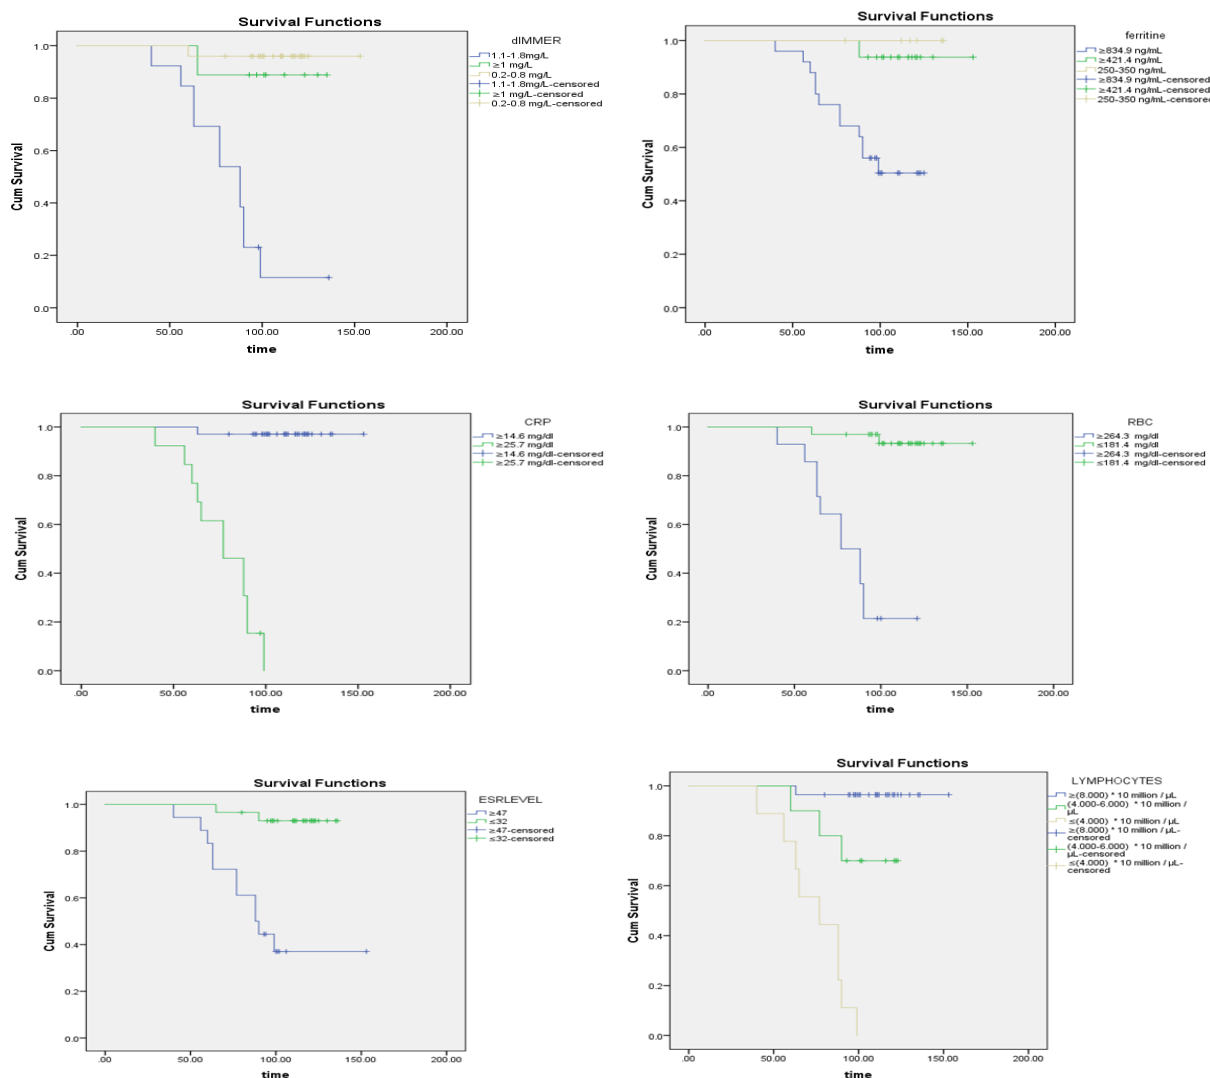 Survival Functions
dIMMER
1.1-1.8mg/L
≥1 mg/L
0.2-0.8 mg/L
1.1-1.8mg/L-censored
≥1 mg/L-censored
0.2-0.8 mg/L-censored
Cum Survival
1.0
0.8
0.6
0.4
0.2
0.0
.00 50.00 100.00 150.00 200.00
time
Survival Functions
ferritine
≥834.9 ng/mL
≥421.4 ng/mL
250-350 ng/mL
≥834.9 ng/mL-censored
≥421.4 ng/mL-censored
250-350 ng/mL-censored
Cum Survival
1.0
0.8
0.6
0.4
0.2
0.0
.00 50.00 100.00 150.00 200.00
time
Survival Functions
CRP
≥14.6 mg/dl
≥25.7 mg/dl
≥14.6 mg/dl-censored
≥25.7 mg/dl-censored
Cum Survival
1.0
0.8
0.6
0.4
0.2
0.0
.00 50.00 100.00 150.00 200.00
time
Survival Functions
RBC
≥264.3 mg/dl
≤181.4 mg/dl
≥264.3 mg/dl-censored
≤181.4 mg/dl-censored
Cum Survival
1.0
0.8
0.6
0.4
0.2
0.0
.00 50.00 100.00 150.00 200.00
time
Survival Functions
ESRLEVEL
≥47
≤32
≥47-censored
≤32-censored
Cum Survival
1.0
0.8
0.6
0.4
0.2
0.0
.00 50.00 100.00 150.00 200.00
time
Survival Functions
LYMPHOCYTES
≥(8.000) * 10 million / µL
(4.000-6.000) * 10 million /
µL
≤(4.000) * 10 million / µL
≥(8.000) * 10 million / µL-
censored
(4.000-6.000) * 10 million /
µL-censored
≤(4.000) * 10 million / µL-
censored
Cum Survival
1.0
0.8
0.6
0.4
0.2
0.0
.00 50.00 100.00 150.00 200.00
time